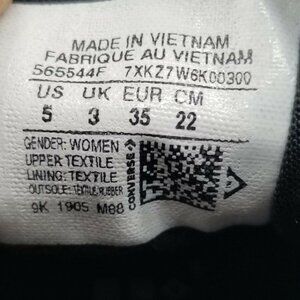 MADE IN VIETNAM
FABRIQUE AU VIETNAM
565544F 7XKZ7W6K00300
US UK EUR CM
5 3 35 22
GENDER: WOMEN
UPPER:TEXTILE
LINING: TEXTILE
OUTSOLE: TEXTILE/RUBBER
9K 1905 M88
CONVERSE